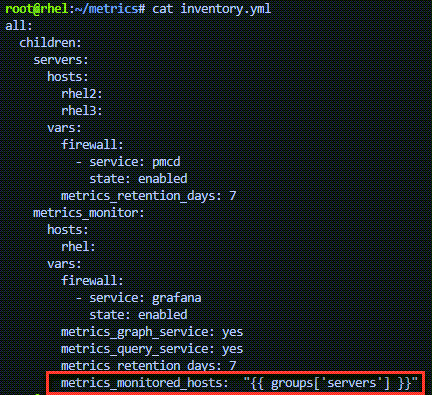 root@rhel:~/metrics# cat inventory.yml
all:
  children:
    servers:
      hosts:
        rhel2:
        rhel3:
      vars:
        firewall:
          - service: pmcd
            state: enabled
        metrics_retention_days: 7
    metrics_monitor:
      hosts:
        rhel:
      vars:
        firewall:
          - service: grafana
            state: enabled
        metrics_graph_service: yes
        metrics_query_service: yes
        metrics_retention_days: 7
        metrics_monitored_hosts:  "{{ groups['servers'] }}"